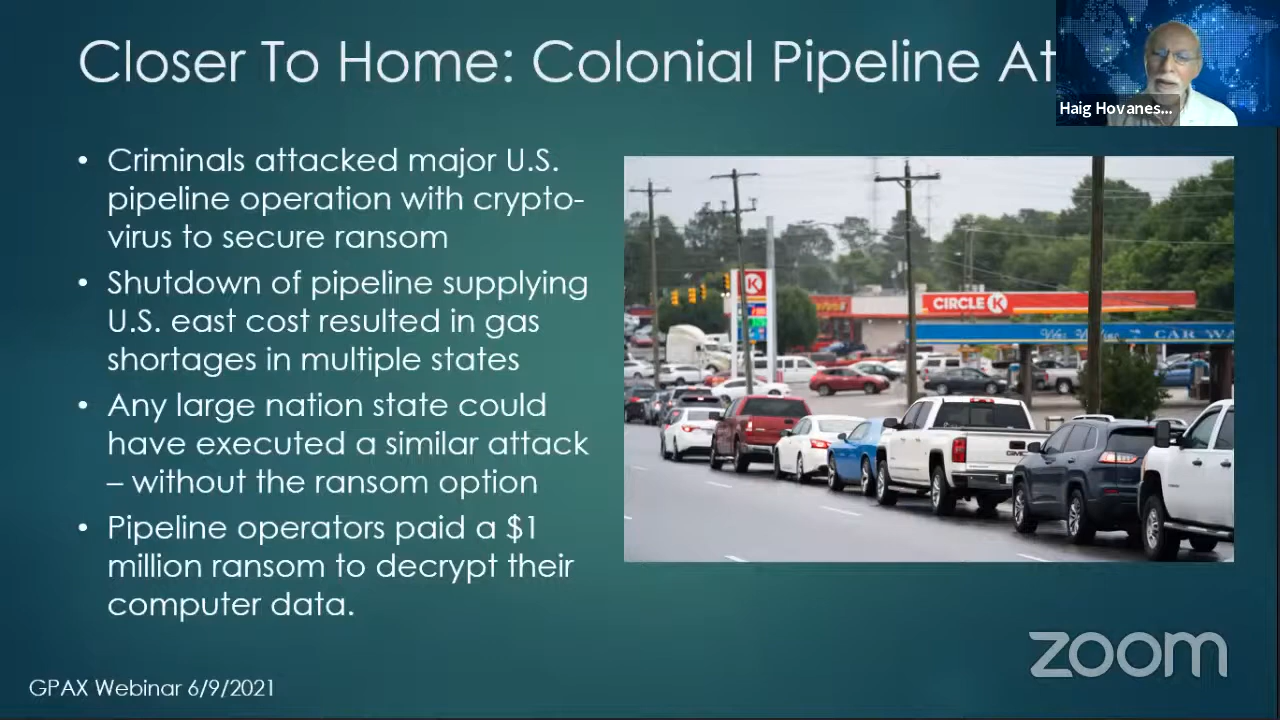 Closer To Home: Colonial Pipeline At
Haig Hovanes...
• Criminals attacked major U.S.
pipeline operation with crypto-
virus to secure ransom
• Shutdown of pipeline supplying
U.S. east cost resulted in gas
shortages in multiple states
• Any large nation state could
have executed a similar attack
– without the ransom option
• Pipeline operators paid a $1
million ransom to decrypt their
computer data.
K
CIRCLE K
CAR WA
GMC
zoom
GPAX Webinar 6/9/2021